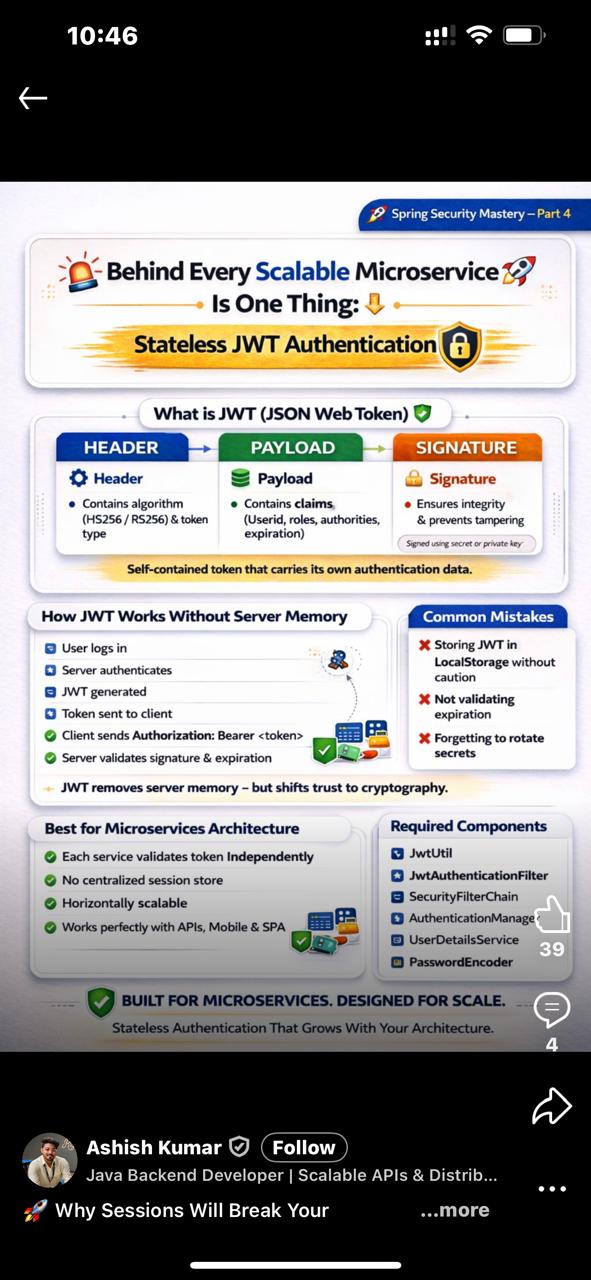 10:46
Spring Security Mastery – Part 4
Behind Every Scalable Microservice
Is One Thing:
Stateless JWT Authentication
What is JWT (JSON Web Token)
HEADER
PAYLOAD
SIGNATURE
Header
• Contains algorithm
(HS256 / RS256) & token
type
Payload
• Contains claims
(Userid, roles, authorities,
expiration)
Signature
• Ensures integrity
& prevents tampering
Signed using secret or private key
Self-contained token that carries its own authentication data.
How JWT Works Without Server Memory
User logs in
Server authenticates
JWT generated
Token sent to client
Client sends Authorization: Bearer <token>
Server validates signature & expiration
JWT removes server memory – but shifts trust to cryptography.
Common Mistakes
Storing JWT in
LocalStorage without
caution
Not validating
expiration
Forgetting to rotate
secrets
Best for Microservices Architecture
Each service validates token Independently
No centralized session store
Horizontally scalable
Works perfectly with APIs, Mobile & SPA
Required Components
JwtUtil
JwtAuthenticationFilter
SecurityFilterChain
AuthenticationManage
UserDetailsService
PasswordEncoder
BUILT FOR MICROSERVICES. DESIGNED FOR SCALE.
Stateless Authentication That Grows With Your Architecture.
39
4
Ashish Kumar
Follow
Java Backend Developer | Scalable APIs & Distrib...
🚀 Why Sessions Will Break Your ...more